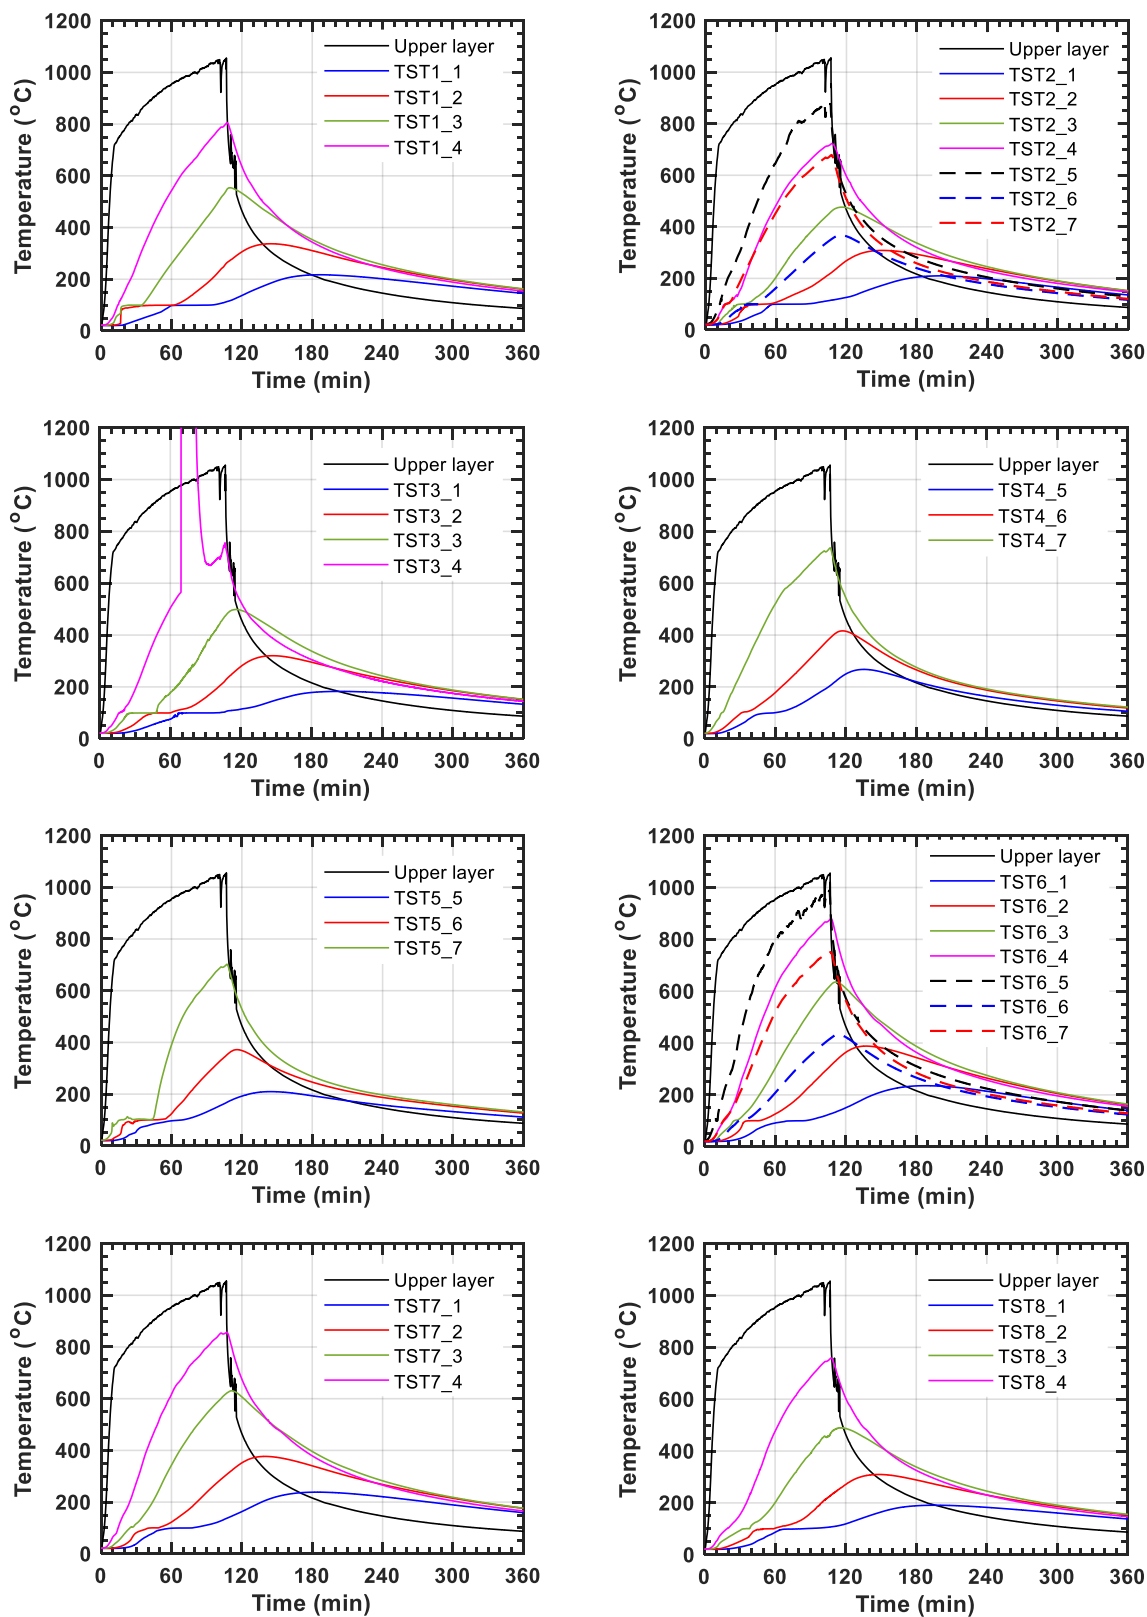 1200
1000
800
600
400
200
0
0 60 120 180 240 300 360
Temperature (°C)
Time (min)
Upper layer
TST1_1
TST1_2
TST1_3
TST1_4
1200
1000
800
600
400
200
0
0 60 120 180 240 300 360
Temperature (°C)
Time (min)
Upper layer
TST2_1
TST2_2
TST2_3
TST2_4
TST2_5
TST2_6
TST2_7
1200
1000
800
600
400
200
0
0 60 120 180 240 300 360
Temperature (°C)
Time (min)
Upper layer
TST3_1
TST3_2
TST3_3
TST3_4
1200
1000
800
600
400
200
0
0 60 120 180 240 300 360
Temperature (°C)
Time (min)
Upper layer
TST4_5
TST4_6
TST4_7
1200
1000
800
600
400
200
0
0 60 120 180 240 300 360
Temperature (°C)
Time (min)
Upper layer
TST5_5
TST5_6
TST5_7
1200
1000
800
600
400
200
0
0 60 120 180 240 300 360
Temperature (°C)
Time (min)
Upper layer
TST6_1
TST6_2
TST6_3
TST6_4
TST6_5
TST6_6
TST6_7
1200
1000
800
600
400
200
0
0 60 120 180 240 300 360
Temperature (°C)
Time (min)
Upper layer
TST7_1
TST7_2
TST7_3
TST7_4
1200
1000
800
600
400
200
0
0 60 120 180 240 300 360
Temperature (°C)
Time (min)
Upper layer
TST8_1
TST8_2
TST8_3
TST8_4